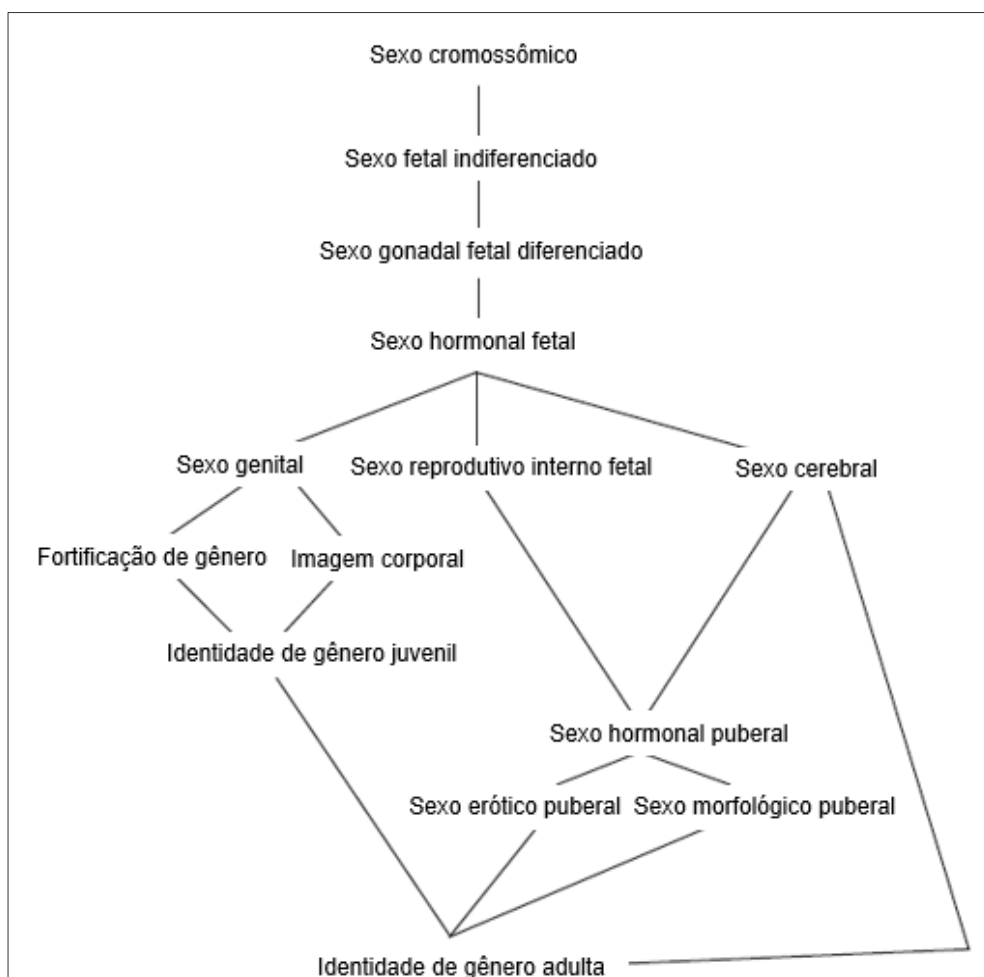 Sexo cromossômico
Sexo fetal indiferenciado
Sexo gonadal fetal diferenciado
Sexo hormonal fetal
Sexo genital
Sexo reprodutivo interno fetal
Sexo cerebral
Fortificação de gênero
Imagem corporal
Identidade de gênero juvenil
Sexo hormonal puberal
Sexo erótico puberal
Sexo morfológico puberal
Identidade de gênero adulta